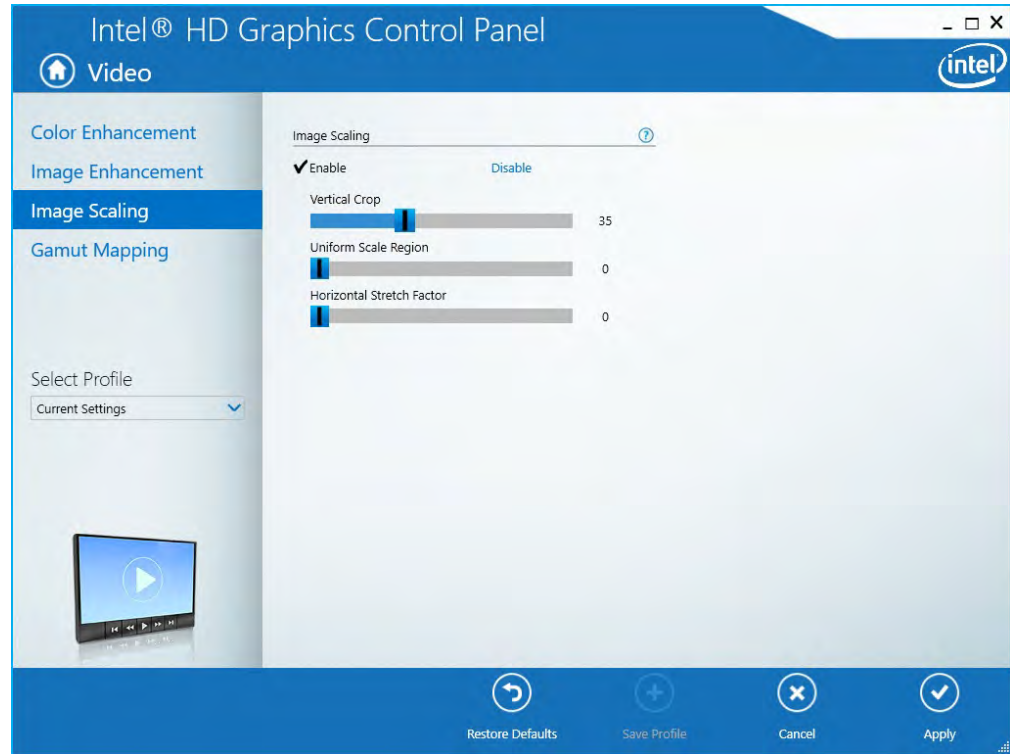 Intel® HD Graphics Control Panel
Video
intel
Color Enhancement
Image Enhancement
Image Scaling
Gamut Mapping
Select Profile
Current Settings
Image Scaling ?
Enable Disable
Vertical Crop
35
Uniform Scale Region
0
Horizontal Stretch Factor
0
Restore Defaults Save Profile Cancel Apply